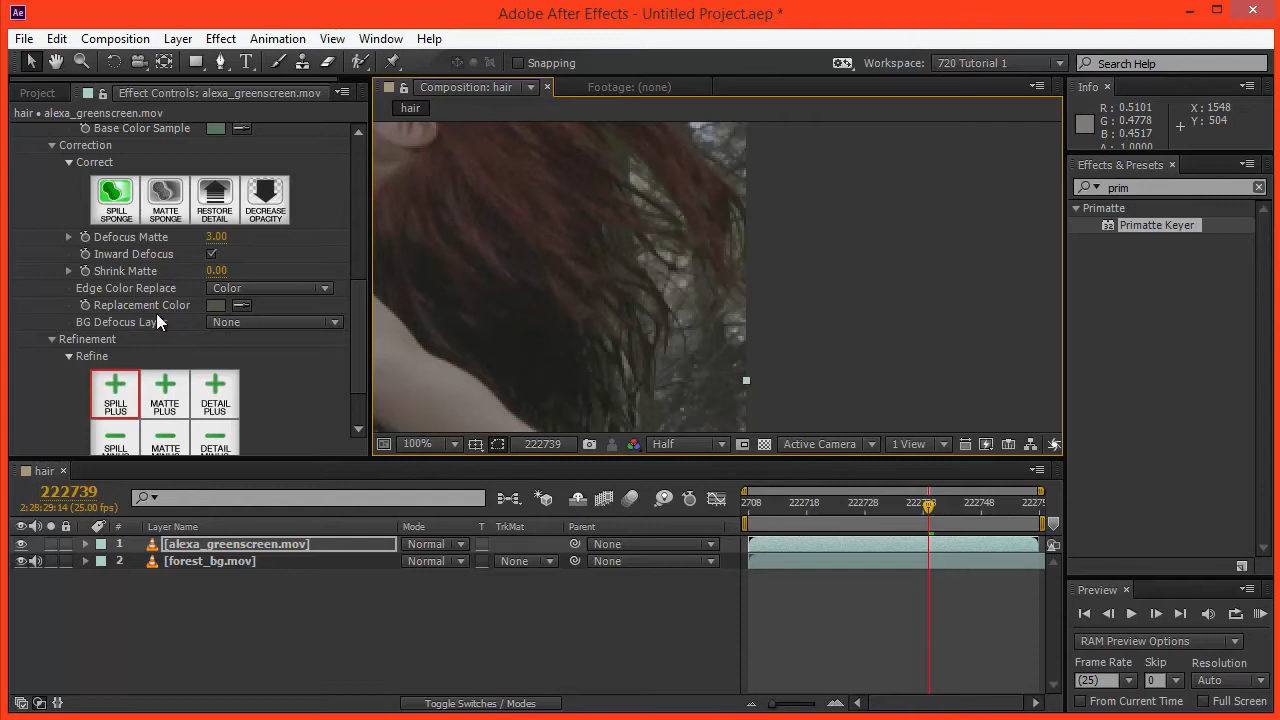 Ae Adobe After Effects - Untitled Project.aep *
File Edit Composition Layer Effect Animation View Window Help
T Snapping Workspace: 720 Tutorial 1 Search Help
Project Effect Controls: alexa_greenscreen.mov
hair • alexa_greenscreen.mov
Base Color Sample
Correction
Correct
SPILL SPONGE MATTE SPONGE RESTORE DETAIL DECREASE OPACITY
Defocus Matte 3.00
Inward Defocus
Shrink Matte 0.00
Edge Color Replace Color
Replacement Color
BG Defocus Lay None
Refinement
Refine
SPILL PLUS MATTE PLUS DETAIL PLUS
Composition: hair Footage: (none)
hair
100% 222739 Half Active Camera 1 View
Info
R : 0.5101 X : 1548
G : 0.4778 Y : 504
B : 0.4517
A : 1.0000
Effects & Presets
prim
Primatte
32 Primatte Keyer
hair
222739
2:28:29:14 (25.00 fps)
2708 222718 222728 222748
# Layer Name Mode T TrkMat Parent
1 [alexa_greenscreen.mov] Normal None
2 [forest_bg.mov] Normal None None
Toggle Switches / Modes
Preview
RAM Preview Options
Frame Rate Skip Resolution
(25) 0 Auto
From Current Time Full Screen